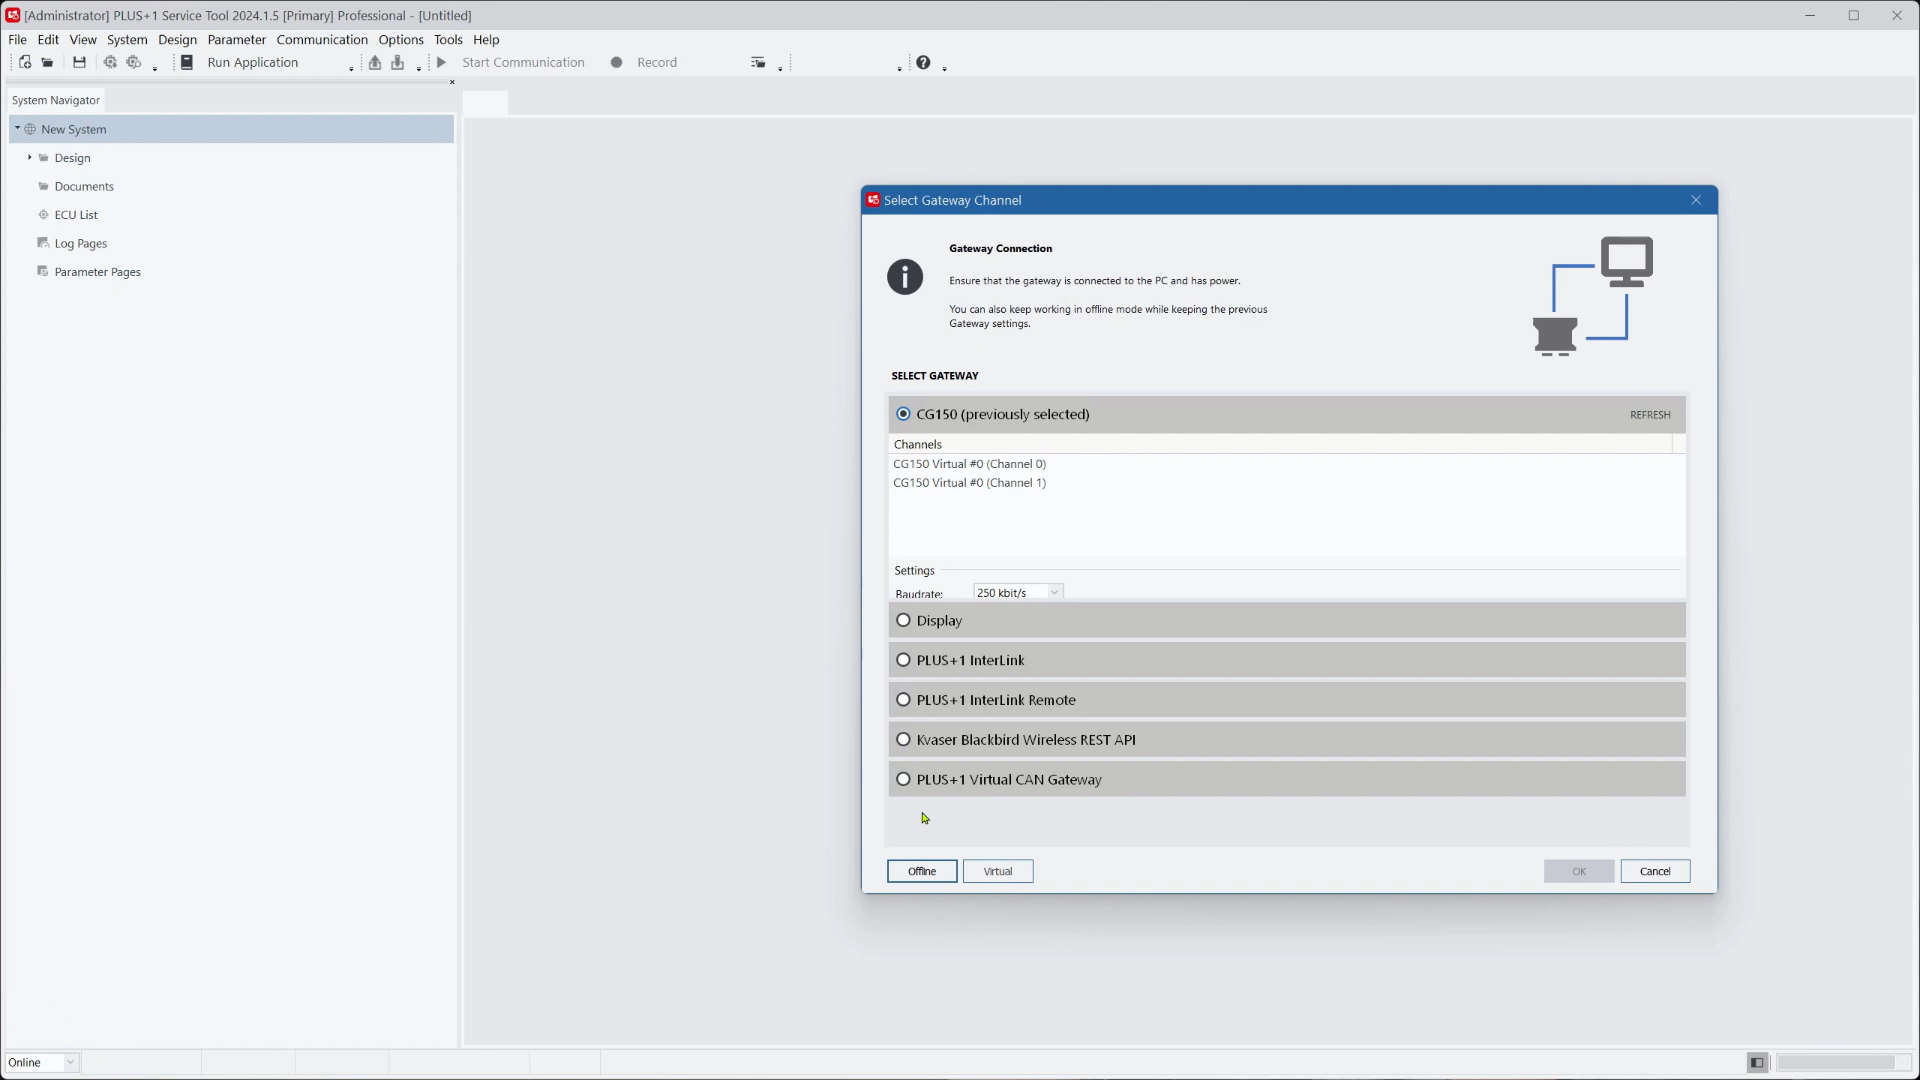 [Administrator] PLUS+1 Service Tool 2024.1.5 [Primary] Professional - [Untitled]
File Edit View System Design Parameter Communication Options Tools Help
Run Application Start Communication Record
System Navigator
New System
Design
Documents
ECU List
Log Pages
Parameter Pages
Select Gateway Channel
Gateway Connection
Ensure that the gateway is connected to the PC and has power.
You can also keep working in offline mode while keeping the previous
Gateway settings.
SELECT GATEWAY
CG150 (previously selected) REFRESH
Channels
CG150 Virtual #0 (Channel 0)
CG150 Virtual #0 (Channel 1)
Settings
Baudrate: 250 kbit/s
Display
PLUS+1 InterLink
PLUS+1 InterLink Remote
Kvaser Blackbird Wireless REST API
PLUS+1 Virtual CAN Gateway
Offline Virtual OK Cancel
Online